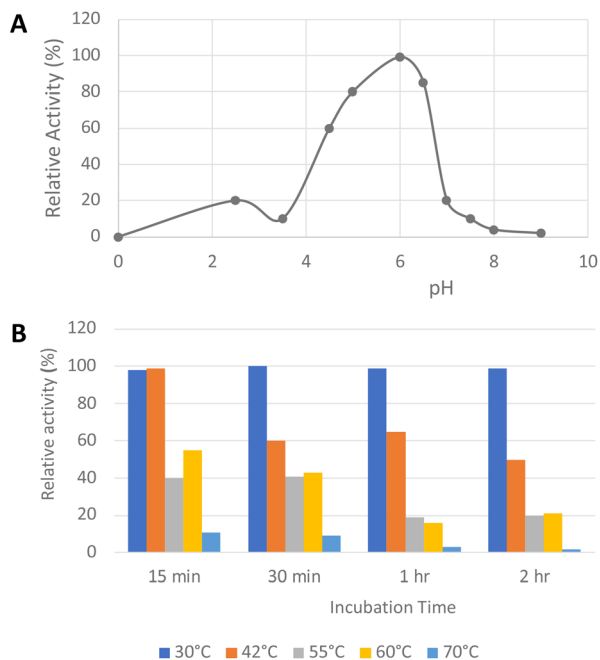 A
Relative Activity (%)
120
100
80
60
40
20
0
0 2 4 6 8 10
pH
B
Relative activity (%)
120
100
80
60
40
20
0
15 min 30 min 1 hr 2 hr
Incubation Time
30°C 42°C 55°C 60°C 70°C